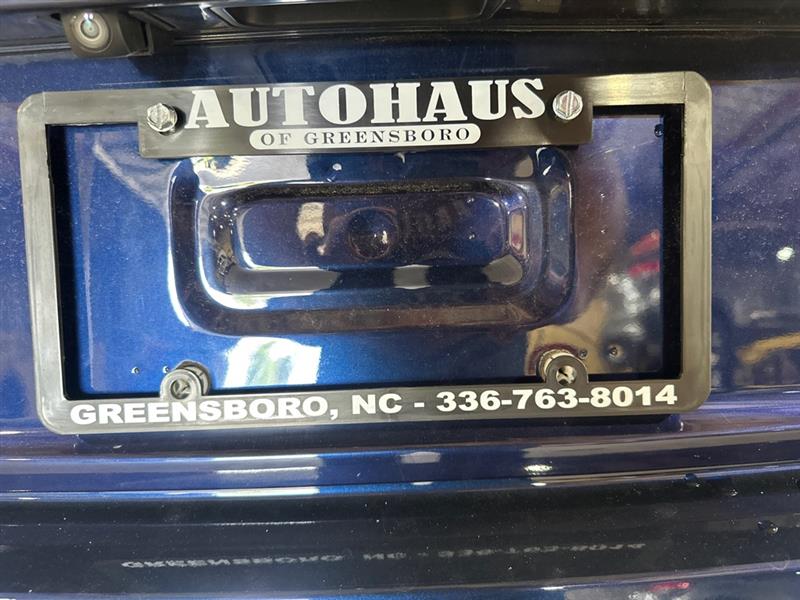 AUTOHAUS
OF GREENSBORO
GREENSBORO, NC - 336-763-8014